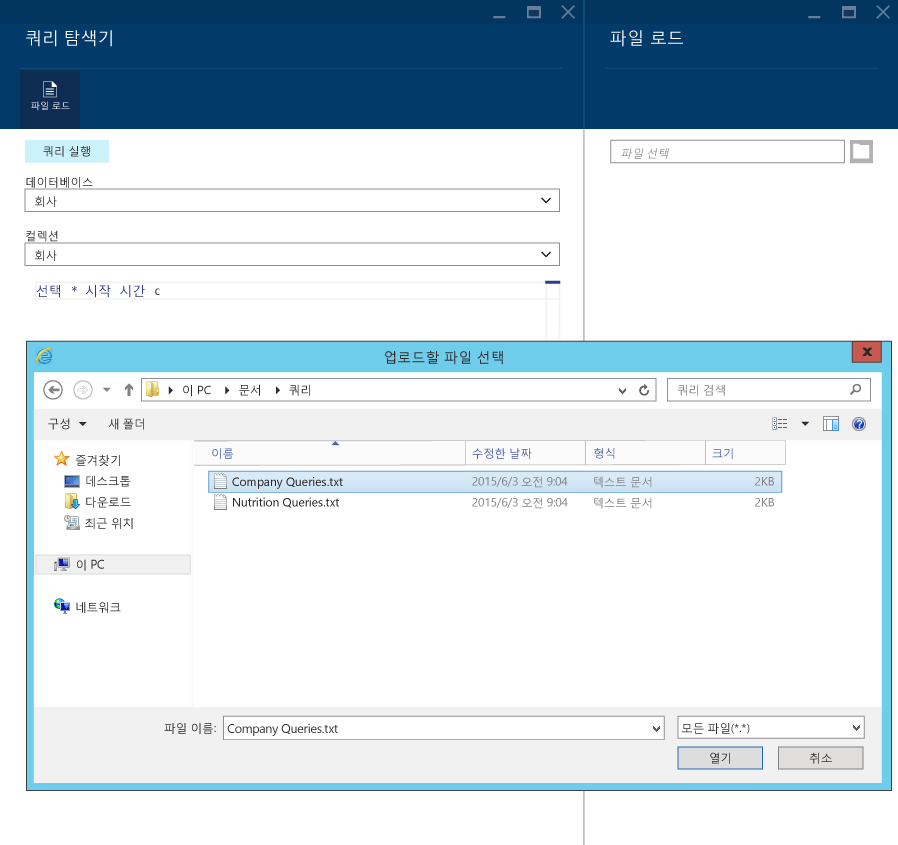 쿼리 탐색기
파일 로드
파일 로드
쿼리 실행
파일 선택
데이터베이스
회사
컬렉션
회사
선택 * 시작 시간 c
업로드할 파일 선택
이 PC 문서 쿼리
쿼리 검색
구성 새 폴더
즐겨찾기
데스크톱
다운로드
최근 위치
이 PC
네트워크
이름 수정한 날짜 형식 크기
Company Queries.txt 2015/6/3 오전 9:04 텍스트 문서 2KB
Nutrition Queries.txt 2015/6/3 오전 9:04 텍스트 문서 2KB
파일 이름: Company Queries.txt 모든 파일(*.*)
열기 취소